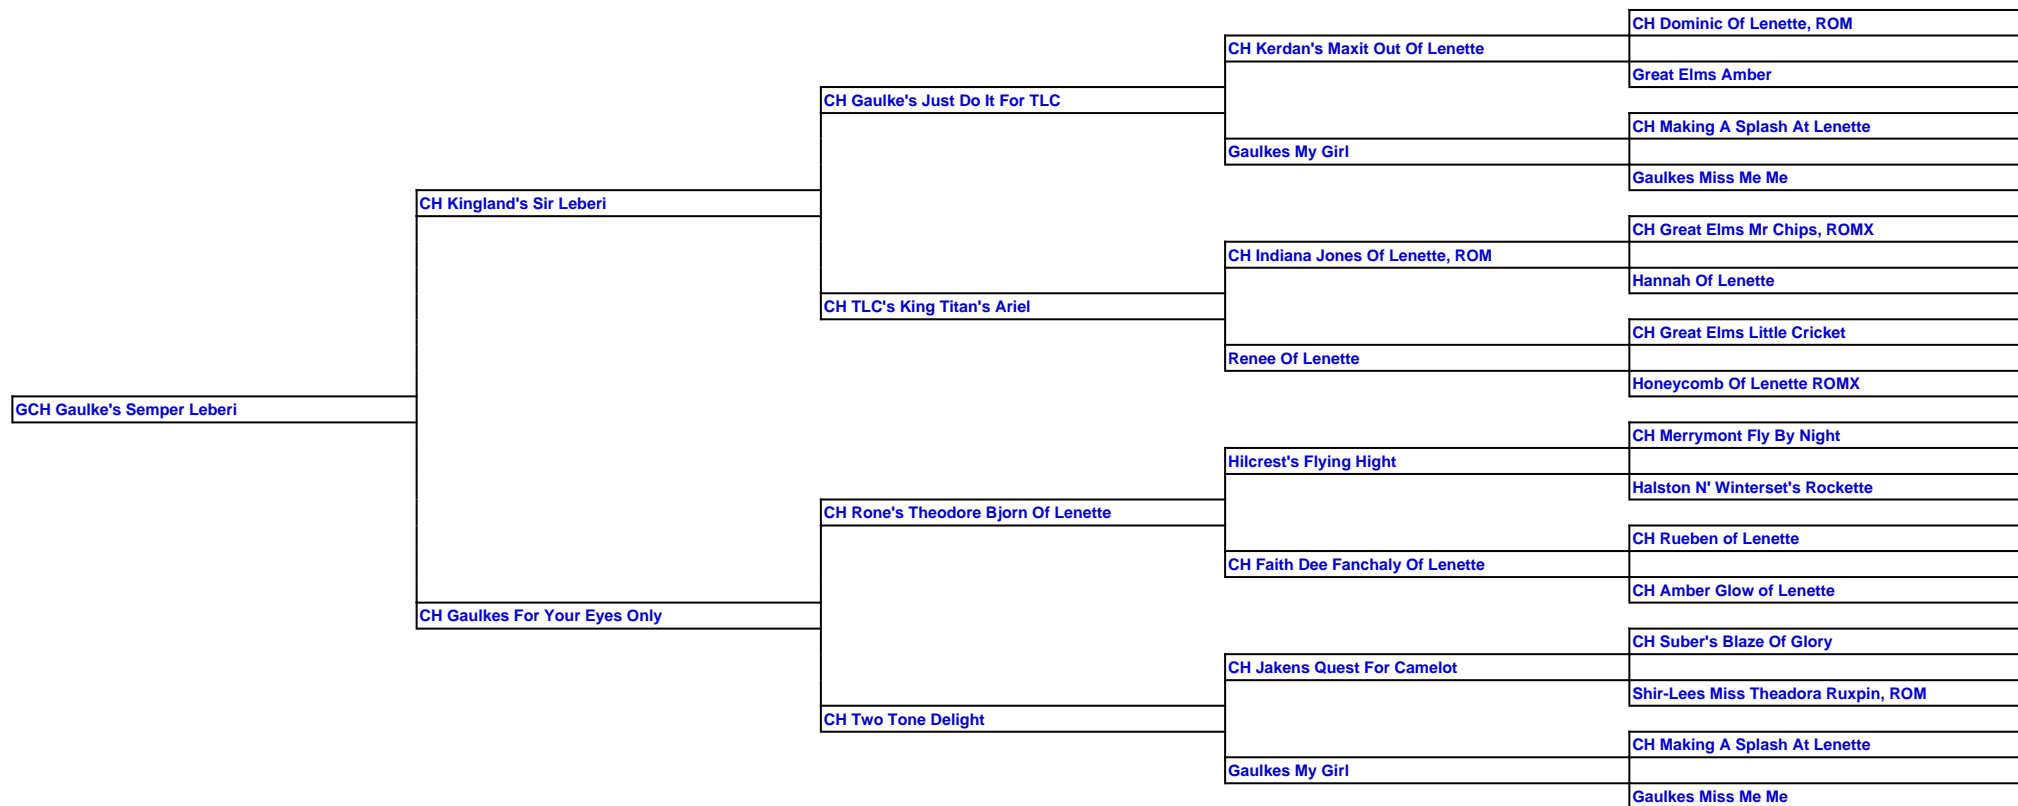 CH Dominic Of Lenette, ROM
CH Kerdan's Maxit Out Of Lenette
Great Elms Amber
CH Gaulke's Just Do It For TLC
CH Making A Splash At Lenette
Gaulkes My Girl
Gaulkes Miss Me Me
CH Kingland's Sir Leberi
CH Great Elms Mr Chips, ROMX
CH Indiana Jones Of Lenette, ROM
Hannah Of Lenette
CH TLC's King Titan's Ariel
CH Great Elms Little Cricket
Renee Of Lenette
Honeycomb Of Lenette ROMX
GCH Gaulke's Semper Leberi
CH Merrymont Fly By Night
Hilcrest's Flying Hight
Halston N' Winterset's Rockette
CH Rone's Theodore Bjorn Of Lenette
CH Rueben of Lenette
CH Faith Dee Fanchaly Of Lenette
CH Amber Glow of Lenette
CH Gaulkes For Your Eyes Only
CH Suber's Blaze Of Glory
CH Jakens Quest For Camelot
Shir-Lees Miss Theadora Ruxpin, ROM
CH Two Tone Delight
CH Making A Splash At Lenette
Gaulkes My Girl
Gaulkes Miss Me Me